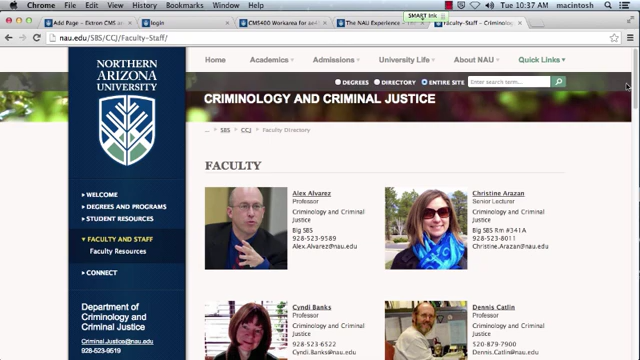 Chrome File Edit View History Bookmarks Window Help
Tue 10:37 AM macintosh
SMART Ink
Add Page – Ektron CMS400
login
CMS400 Workarea for
The NAU Experience –
Faculty-Staff – Criminolog
nau.edu/SBS/CCJ/Faculty-Staff/
NORTHERN
ARIZONA
UNIVERSITY
Home Academics Admissions University Life About NAU Quick Links
DEGREES DIRECTORY ENTIRE SITE Enter search term...
CRIMINOLOGY AND CRIMINAL JUSTICE
... > SBS > CCJ > Faculty Directory
FACULTY
WELCOME
DEGREES AND PROGRAMS
STUDENT RESOURCES
FACULTY AND STAFF
Faculty Resources
CONNECT
Department of
Criminology and
Criminal Justice
Criminal.Justice@nau.edu
928-523-9519
Alex Alvarez
Professor
Criminology and Criminal
Justice
Big SBS
928-523-9589
Alex.Alvarez@nau.edu
Christine Arazan
Senior Lecturer
Criminology and Criminal
Justice
Big SBS Rm #341A
928-523-8011
Christine.Arazan@nau.edu
Cyndi Banks
Professor
Criminology and Criminal
Justice
928-523-6522
Cyndi.Banks@nau.edu
Dennis Catlin
Professor
Criminology and Criminal
Justice
520-879-7900
Dennis.Catlin@nau.edu